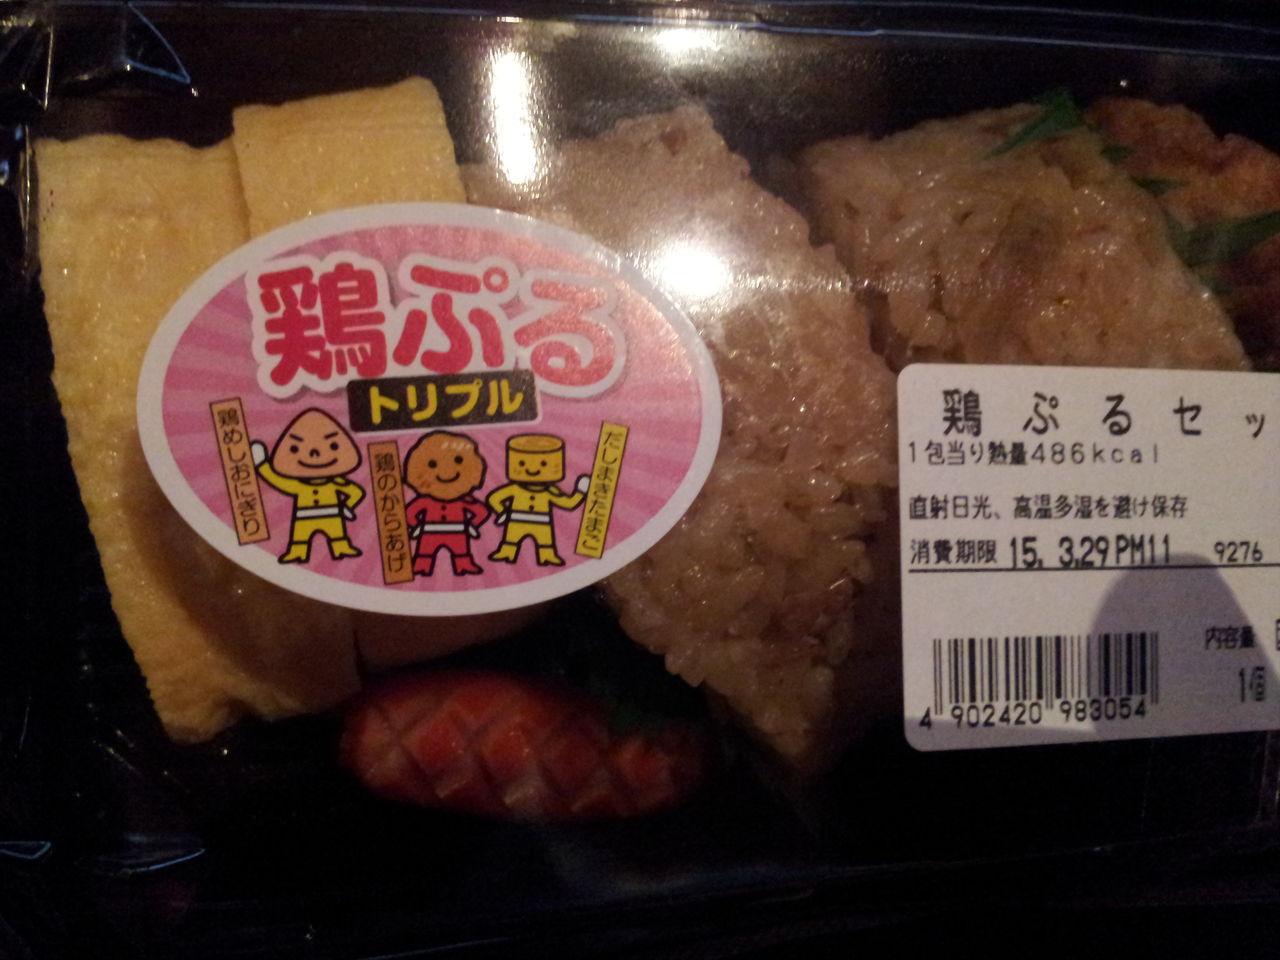 鶏ぷる
トリプル
鶏めしおにぎり
鶏のからあげ
だしまきたまご
鶏ぷるセッ
1包当り熱量486kcal
直射日光、高温多湿を避け保存
消費期限 15. 3.29 PM11 9276
内容量
1個
4 902420 983054